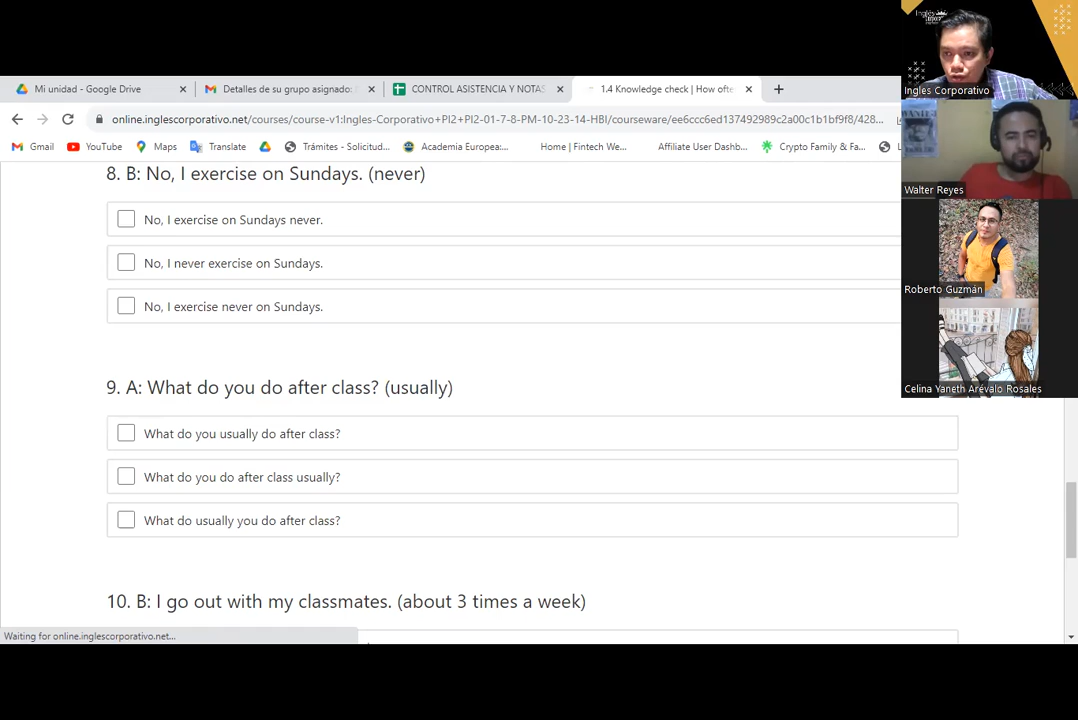 Mi unidad - Google Drive
Detalles de su grupo asignado:
CONTROL ASISTENCIA Y NOTAS
1.4 Knowledge check | How ofte
online.inglescorporativo.net/courses/course-v1:Ingles-Corporativo+PI2+PI2-01-7-8-PM-10-23-14-HBI/courseware/ee6ccc6ed137492989c2a00c1b1bf9f8/428...
Gmail
YouTube
Maps
Translate
Trámites - Solicitud...
Academia Europea:...
Home | Fintech We...
Affiliate User Dashb...
Crypto Family & Fa...
8. B: No, I exercise on Sundays. (never)
No, I exercise on Sundays never.
No, I never exercise on Sundays.
No, I exercise never on Sundays.
9. A: What do you do after class? (usually)
What do you usually do after class?
What do you do after class usually?
What do usually you do after class?
10. B: I go out with my classmates. (about 3 times a week)
Waiting for online.inglescorporativo.net...
Ingles Corporativo
Walter Reyes
Roberto Guzmán
Celina Yaneth Arévalo Rosales